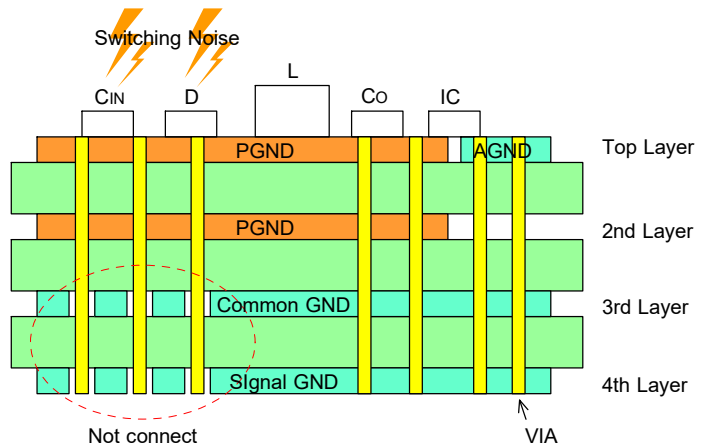 Switching Noise
CIN
D
L
CO
IC
PGND
AGND
Top Layer
PGND
2nd Layer
Common GND
3rd Layer
SIgnal GND
4th Layer
Not connect
VIA